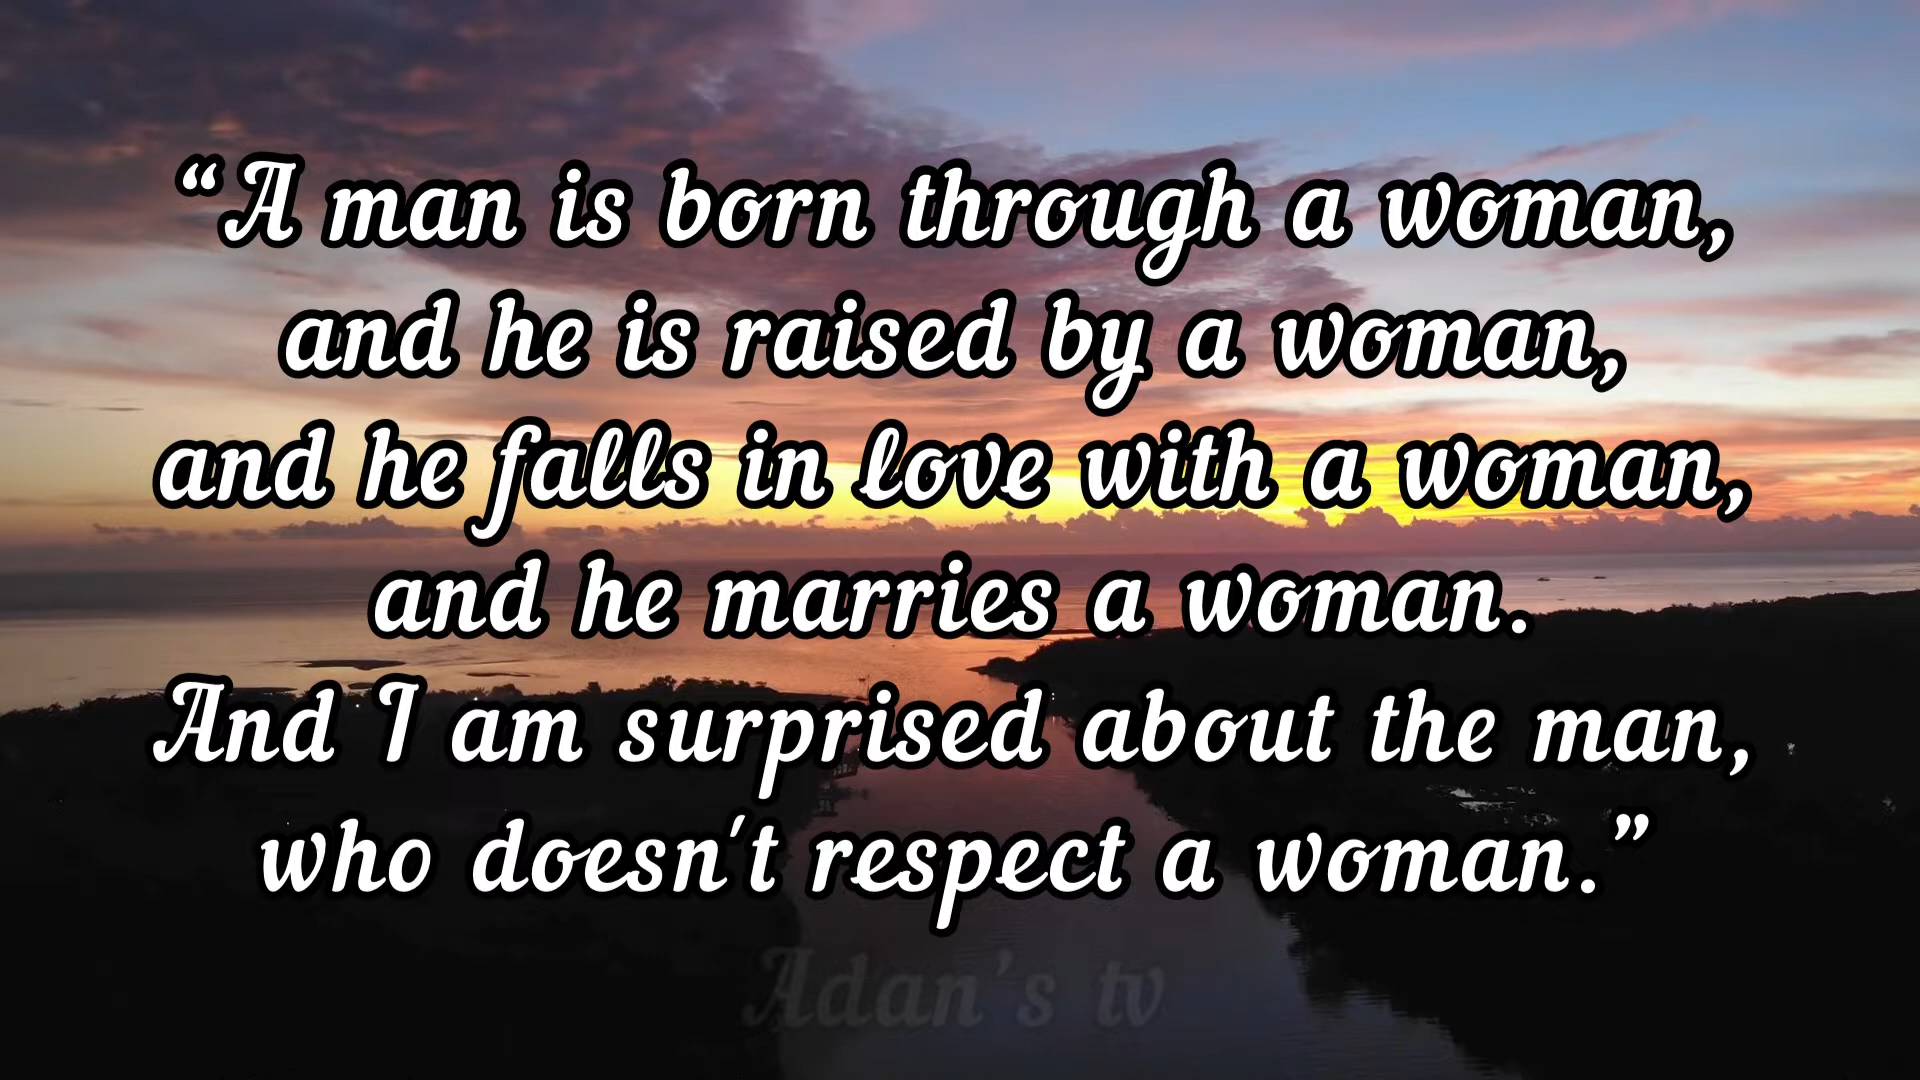 “A man is born through a woman,
and he is raised by a woman,
and he falls in love with a woman,
and he marries a woman.
And I am surprised about the man,
who doesn't respect a woman.”
Adan's tv